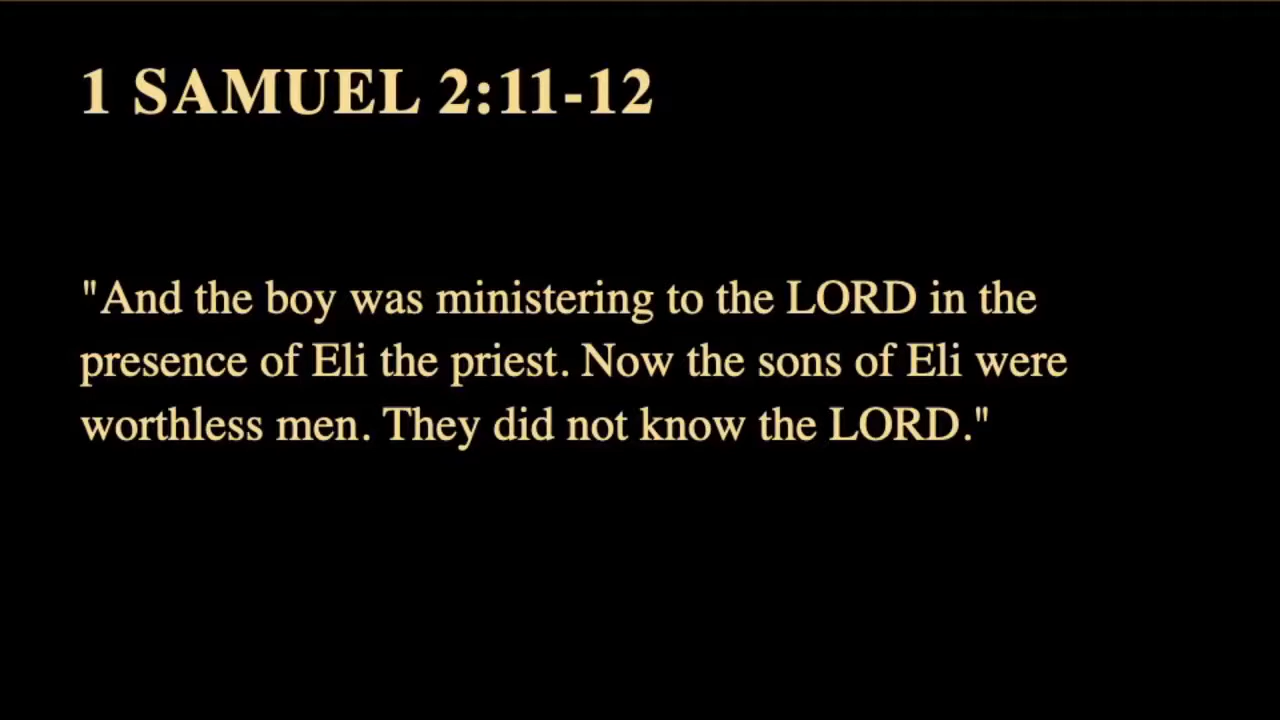 1 SAMUEL 2:11-12
"And the boy was ministering to the LORD in the
presence of Eli the priest. Now the sons of Eli were
worthless men. They did not know the LORD."